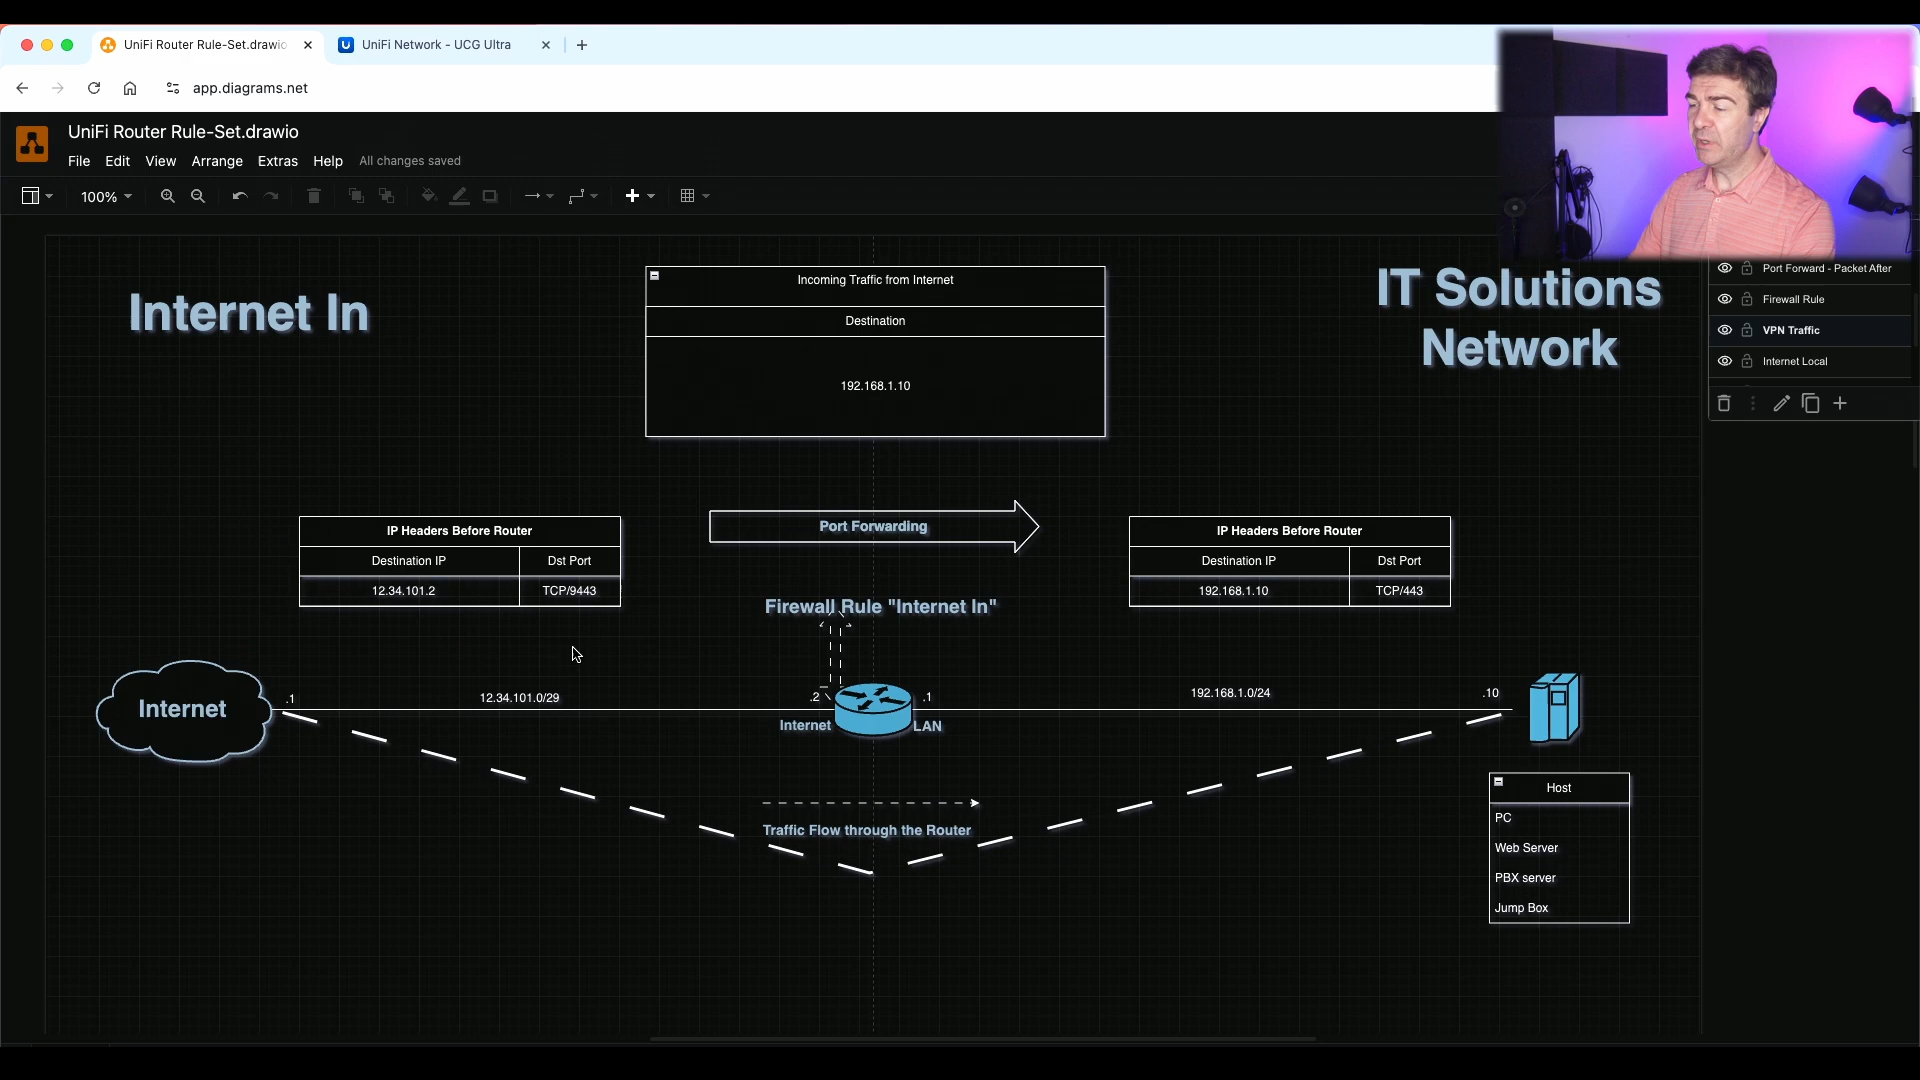 UniFi Router Rule-Set.drawio
UniFi Network - UCG Ultra
app.diagrams.net
UniFi Router Rule-Set.drawio
File Edit View Arrange Extras Help All changes saved
100%
Port Forward - Packet After
Firewall Rule
VPN Traffic
Internet Local
Internet In
Incoming Traffic from Internet
Destination
192.168.1.10
IT Solutions
Network
IP Headers Before Router
Destination IP Dst Port
12.34.101.2 TCP/9443
Port Forwarding
IP Headers Before Router
Destination IP Dst Port
192.168.1.10 TCP/443
Firewall Rule "Internet In"
Internet
.1
12.34.101.0/29
.2
.1
192.168.1.0/24
.10
Internet
LAN
Traffic Flow through the Router
Host
PC
Web Server
PBX server
Jump Box